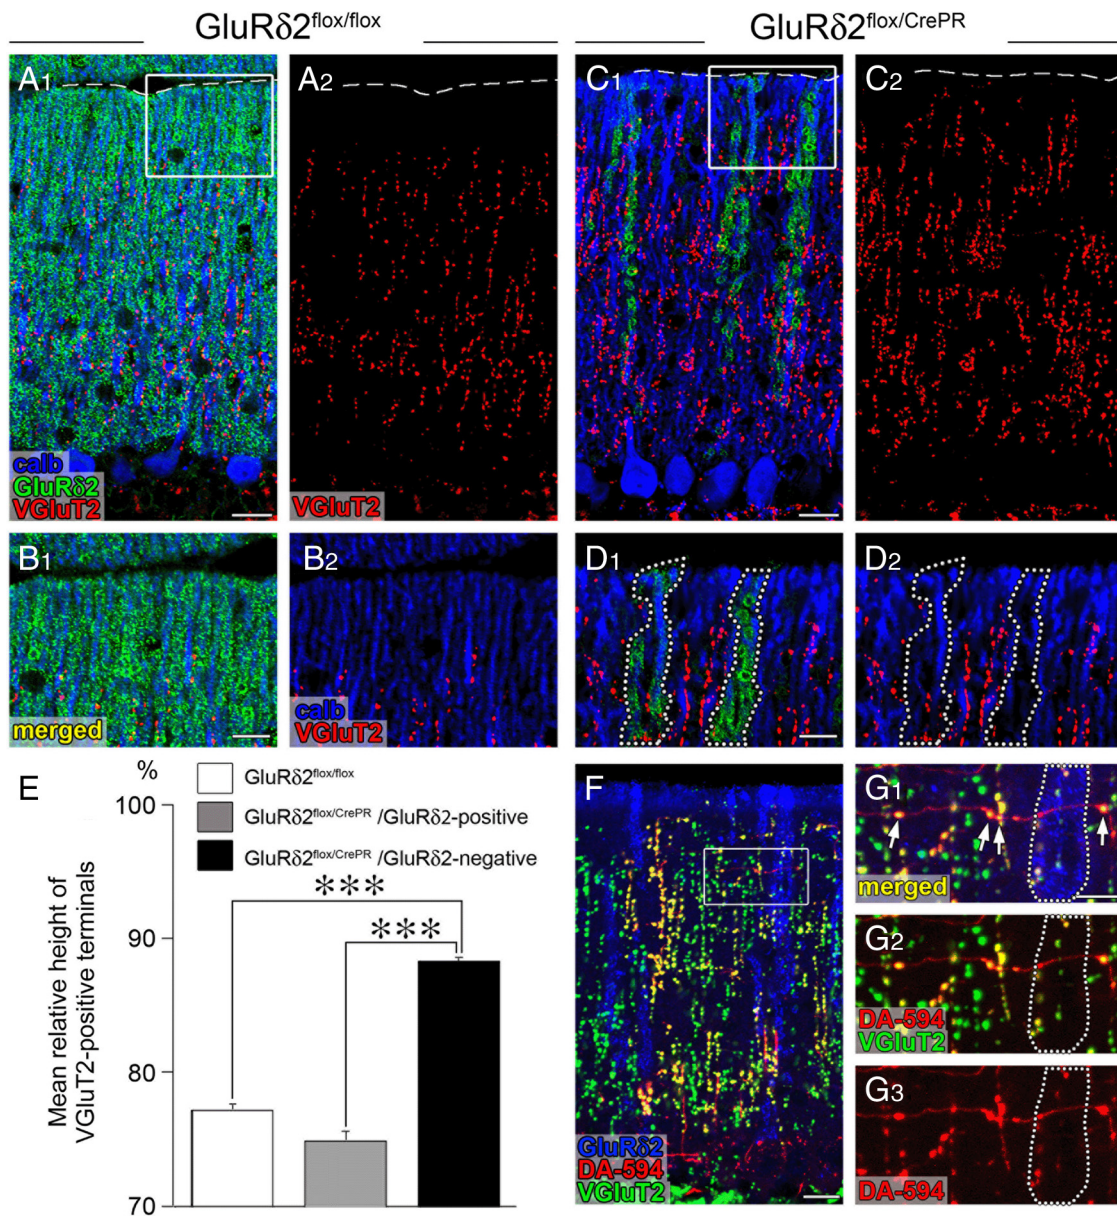 GluRδ2flox/flox
GluRδ2flox/CrePR
A1
A2
C1
C2
calb
GluRδ2
VGluT2
VGluT2
B1
B2
D1
D2
merged
calb
VGluT2
E
%
100
90
80
70
Mean relative height of
VGluT2-positive terminals
GluRδ2flox/flox
GluRδ2flox/CrePR /GluRδ2-positive
GluRδ2flox/CrePR /GluRδ2-negative
***
***
F
GluRδ2
DA-594
VGluT2
G1
merged
G2
DA-594
VGluT2
G3
DA-594